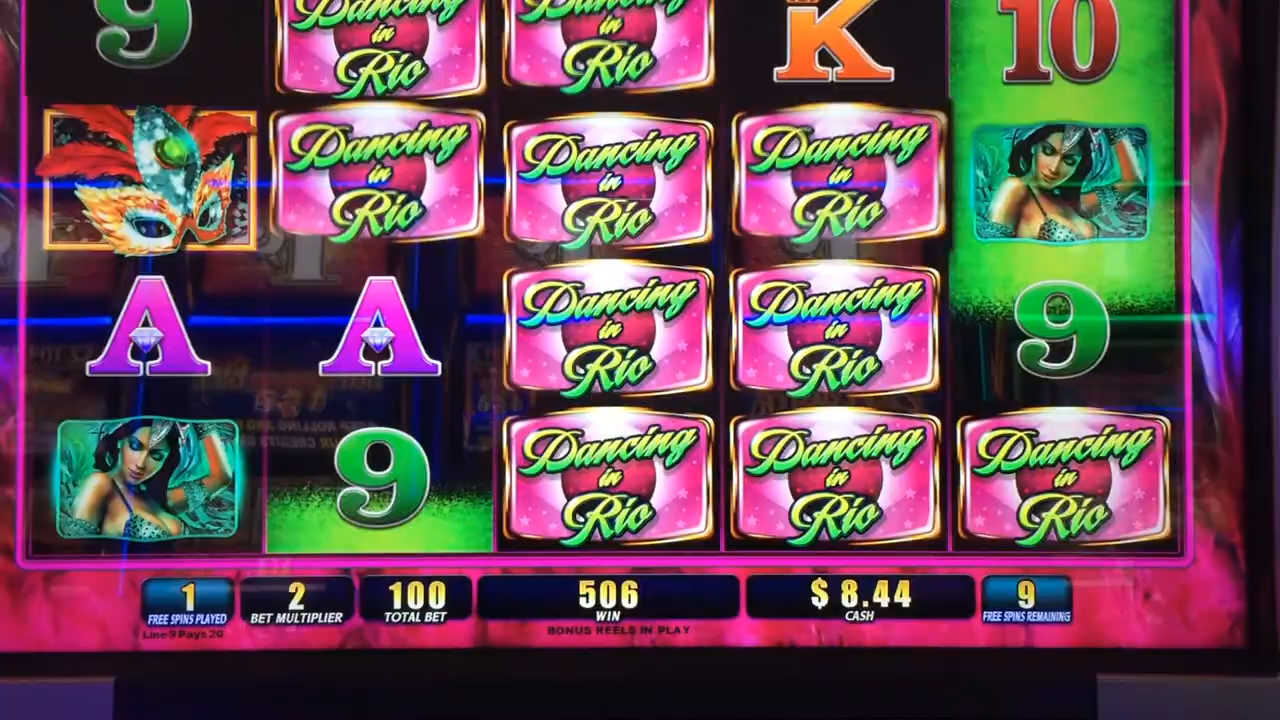 9 Dancing in Rio Dancing in Rio K 10
Dancing in Rio Dancing in Rio Dancing in Rio
A A Dancing in Rio Dancing in Rio 9
9 Dancing in Rio Dancing in Rio Dancing in Rio
1 2 100 506 $ 8.44 9
FREE SPINS PLAYED BET MULTIPLIER TOTAL BET WIN CASH FREE SPINS REMAINING
Line 9 Pays 20 BONUS REELS IN PLAY